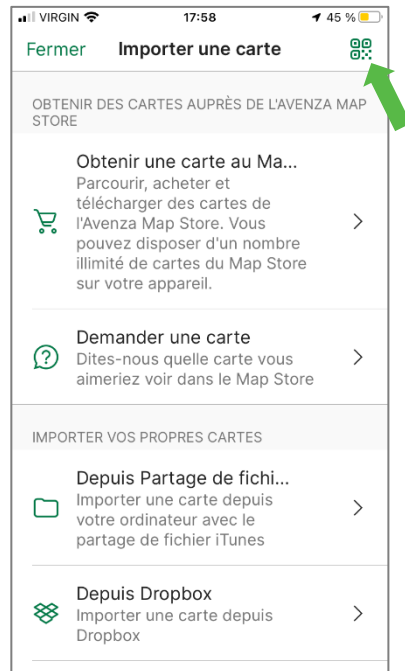 VIRGIN 17:58 45 %
Fermer Importer une carte
OBTENIR DES CARTES AUPRÈS DE L'AVENZA MAP
STORE
Obtenir une carte au Ma...
Parcourir, acheter et
télécharger des cartes de
l'Avenza Map Store. Vous
pouvez disposer d'un nombre
illimité de cartes du Map Store
sur votre appareil.
Demander une carte
Dites-nous quelle carte vous
aimeriez voir dans le Map Store
IMPORTER VOS PROPRES CARTES
Depuis Partage de fichi...
Importer une carte depuis
votre ordinateur avec le
partage de fichier iTunes
Depuis Dropbox
Importer une carte depuis
Dropbox